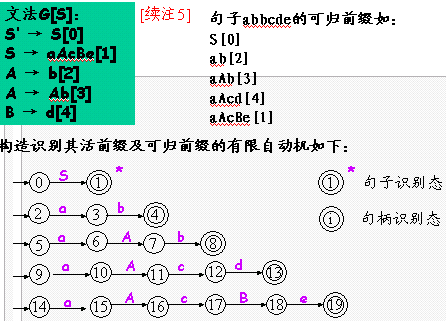 文法G[S]:
S' → S[0]
S → aAcBe[1]
A → b[2]
A → Ab[3]
B → d[4]
[续注5]
句子abbcde的可归前缀如:
S[0]
ab[2]
aAb[3]
aAcd[4]
aAcBe[1]
构造识别其活前缀及可归前缀的有限自动机如下:
0 S 1 *
2 a 3 b 4
5 a 6 A 7 b 8
9 a 10 A 11 c 12 d 13
14 a 15 A 16 c 17 B 18 e 19
1 * 句子识别态
i 句柄识别态